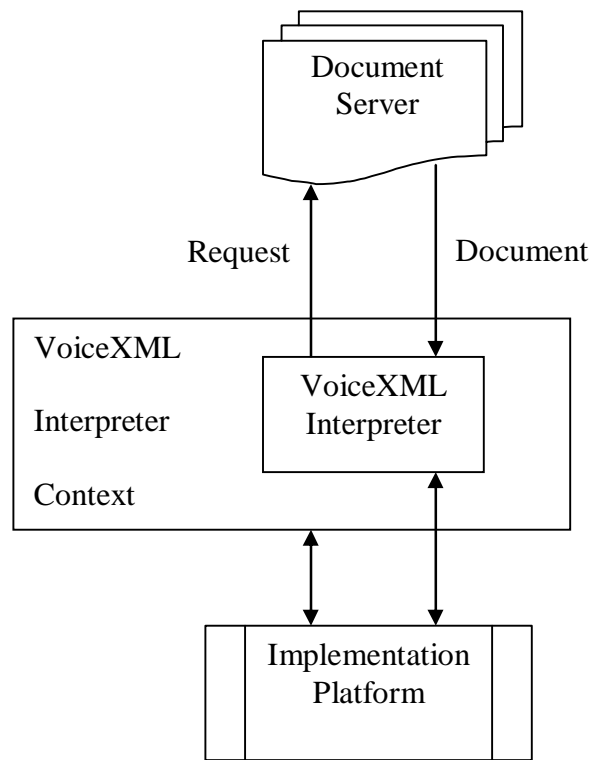 Document
Server
Request
Document
VoiceXML
Interpreter
Context
VoiceXML
Interpreter
Implementation
Platform